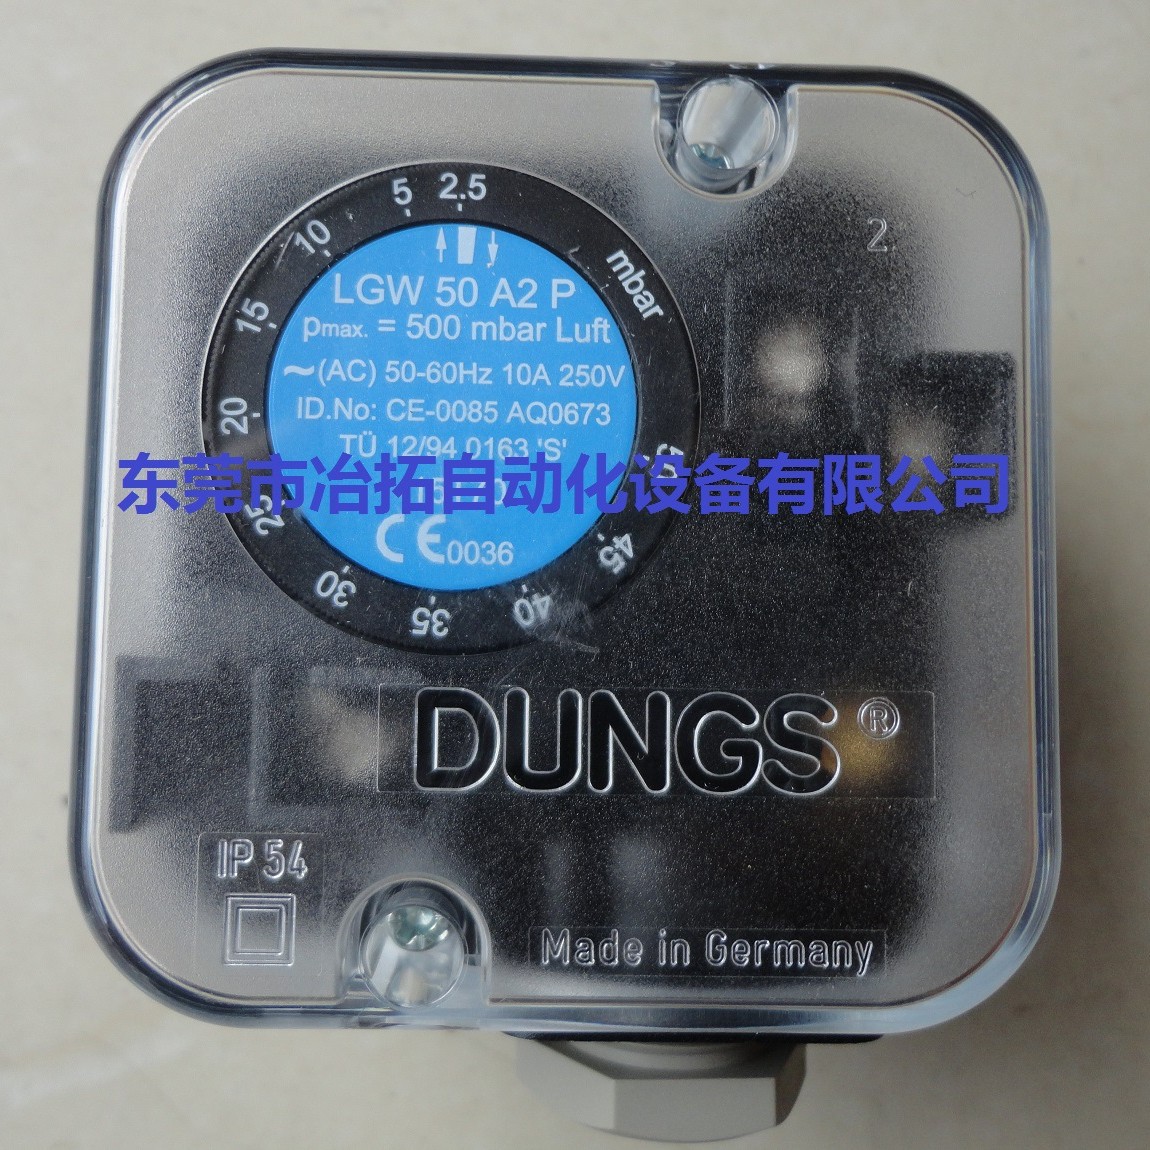 2.5
5
10
15
20
25
30
35
40
45
50
mbar
LGW 50 A2 P
pmax. = 500 mbar Luft
~(AC) 50-60Hz 10A 250V
ID.No: CE-0085 AQ0673
TÜ 12/94 0163 'S'
东莞市冶拓自动化设备有限公司
CE0036
2
DUNGS®
IP 54
Made in Germany